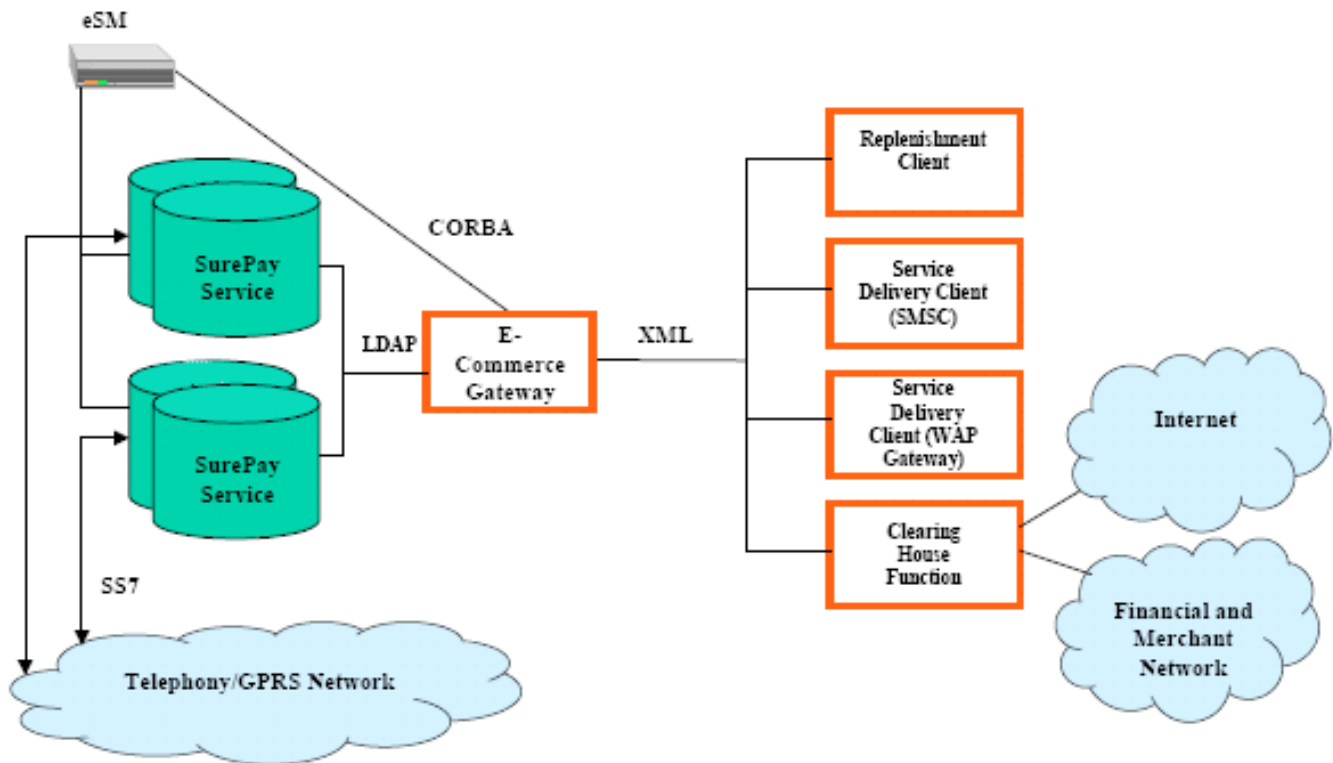 eSM
SurePay
Service
SurePay
Service
SS7
Telephony/GPRS Network
CORBA
LDAP
E-
Commerce
Gateway
XML
Replenishment
Client
Service
Delivery Client
(SMSC)
Service
Delivery
Client (WAP
Gateway)
Clearing
House
Function
Internet
Financial and
Merchant
Network